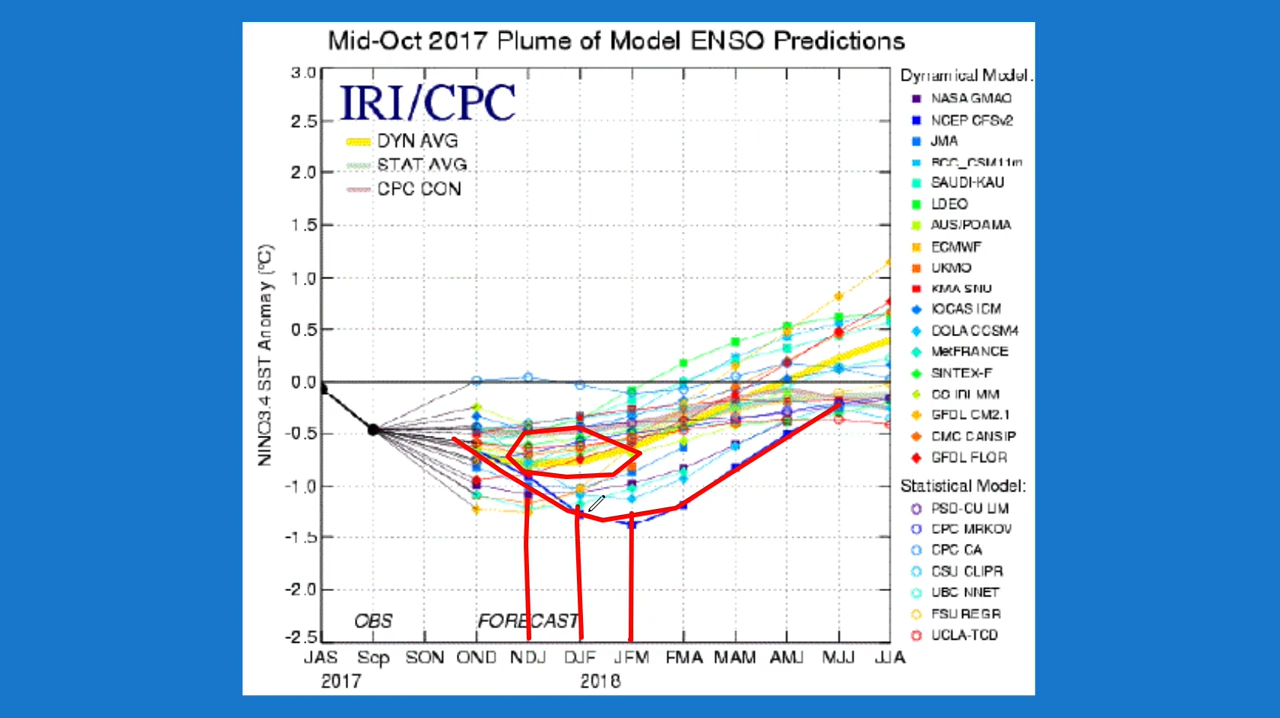 Mid-Oct 2017 Plume of Model ENSO Predictions
IRI/CPC
DYN AVG
STAT AVG
CPC CON
NINO3.4 SST Anomaly (°C)
3.0
2.5
2.0
1.5
1.0
0.5
0.0
-0.5
-1.0
-1.5
-2.0
-2.5
OBS
FORECAST
JAS Sep SON OND NDJ DJF JFM FMA MAM AMJ MJJ JJA
2017 2018
Dynamical Model:
NASA GMAO
NCEP CFSv2
JMA
BCC_CSM11m
SAUDI-KAU
LDEO
AUS/POAMA
ECMWF
UKMO
KMA SNU
IOCAS ICM
COLA CCSM4
MetFRANCE
SINTEX-F
GFDL CM2.1
CMC CANSIP
GFDL FLOR
Statistical Model:
PSD-CU LIM
CPC MRKOV
CPC CA
CSU CLIPR
UBC NNET
FSU REGR
UCLA-TCD